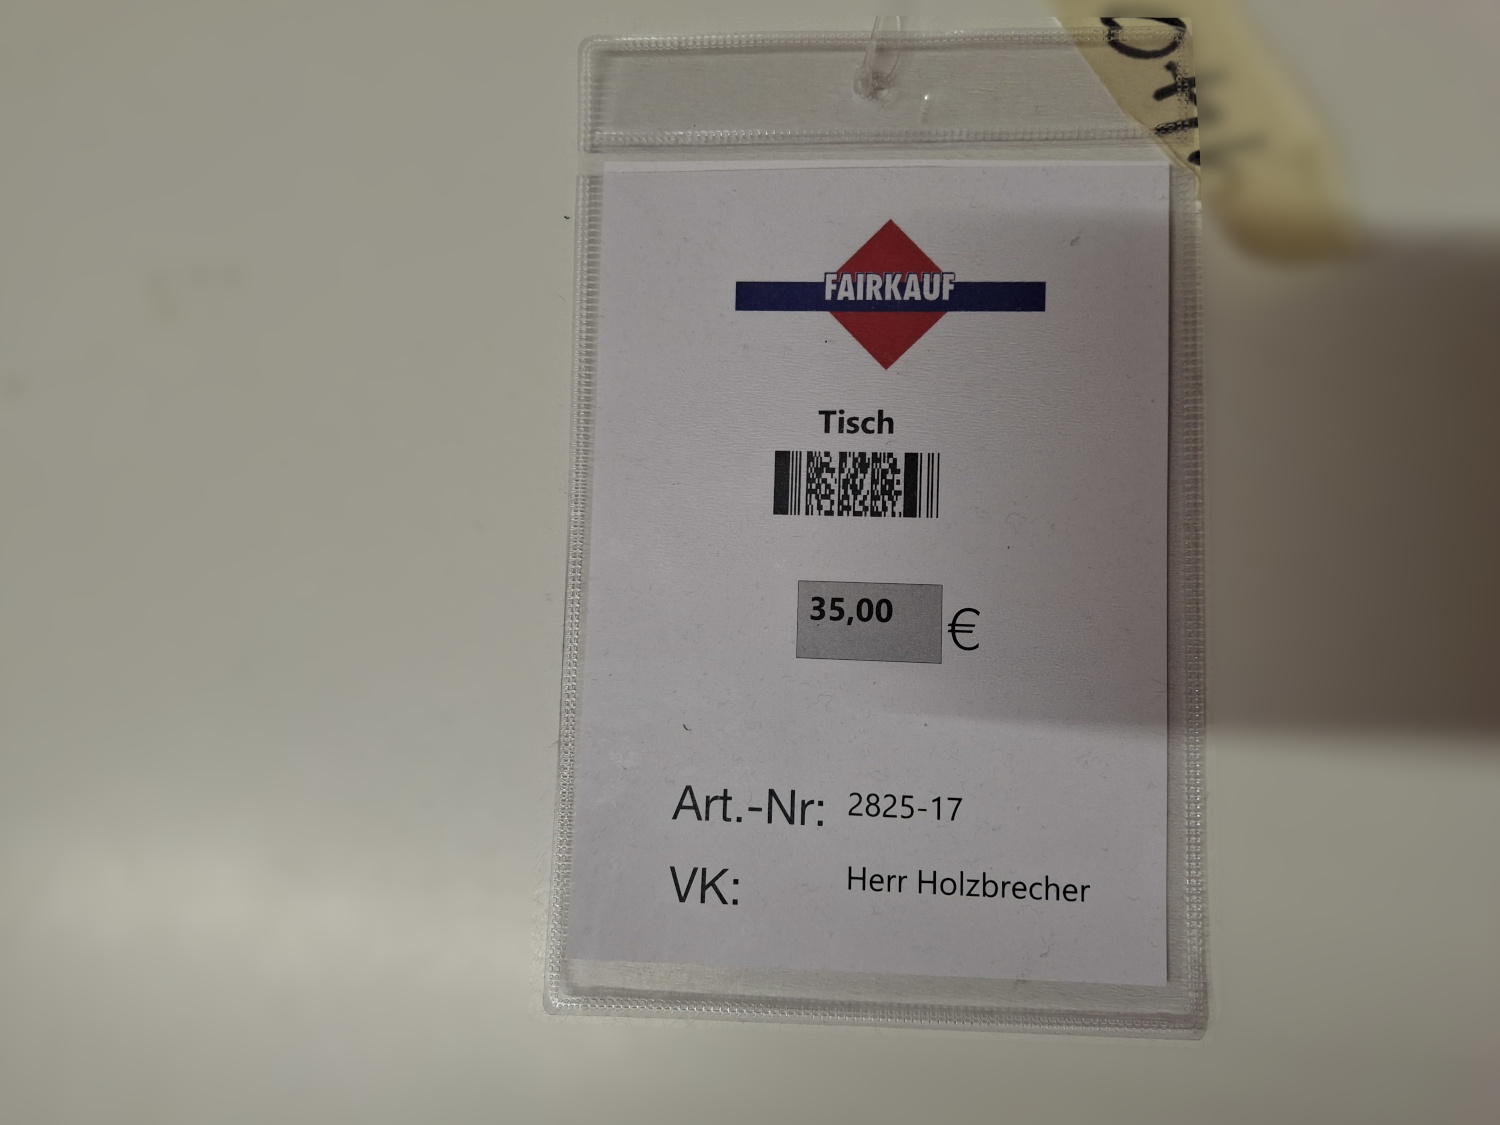 FAIRKAUF
Tisch
35,00 €
Art.-Nr: 2825-17
VK: Herr Holzbrecher